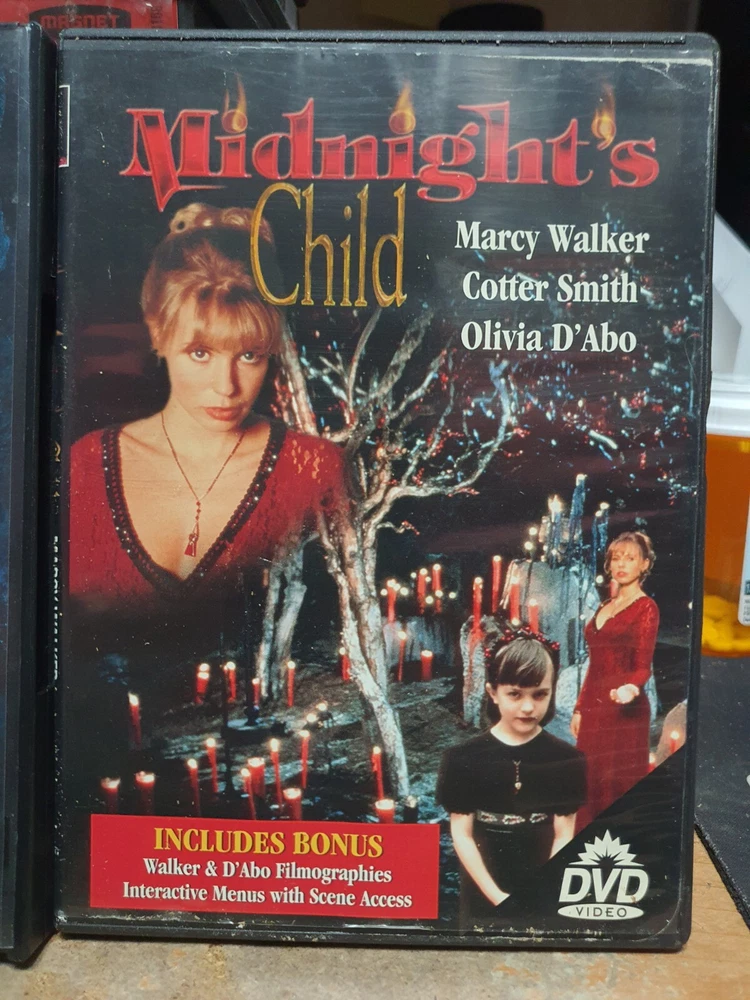 MAGNET
Midnight's
Child
Marcy Walker
Cotter Smith
Olivia D'Abo
INCLUDES BONUS
Walker & D'Abo Filmographies
Interactive Menus with Scene Access
DVD
VIDEO